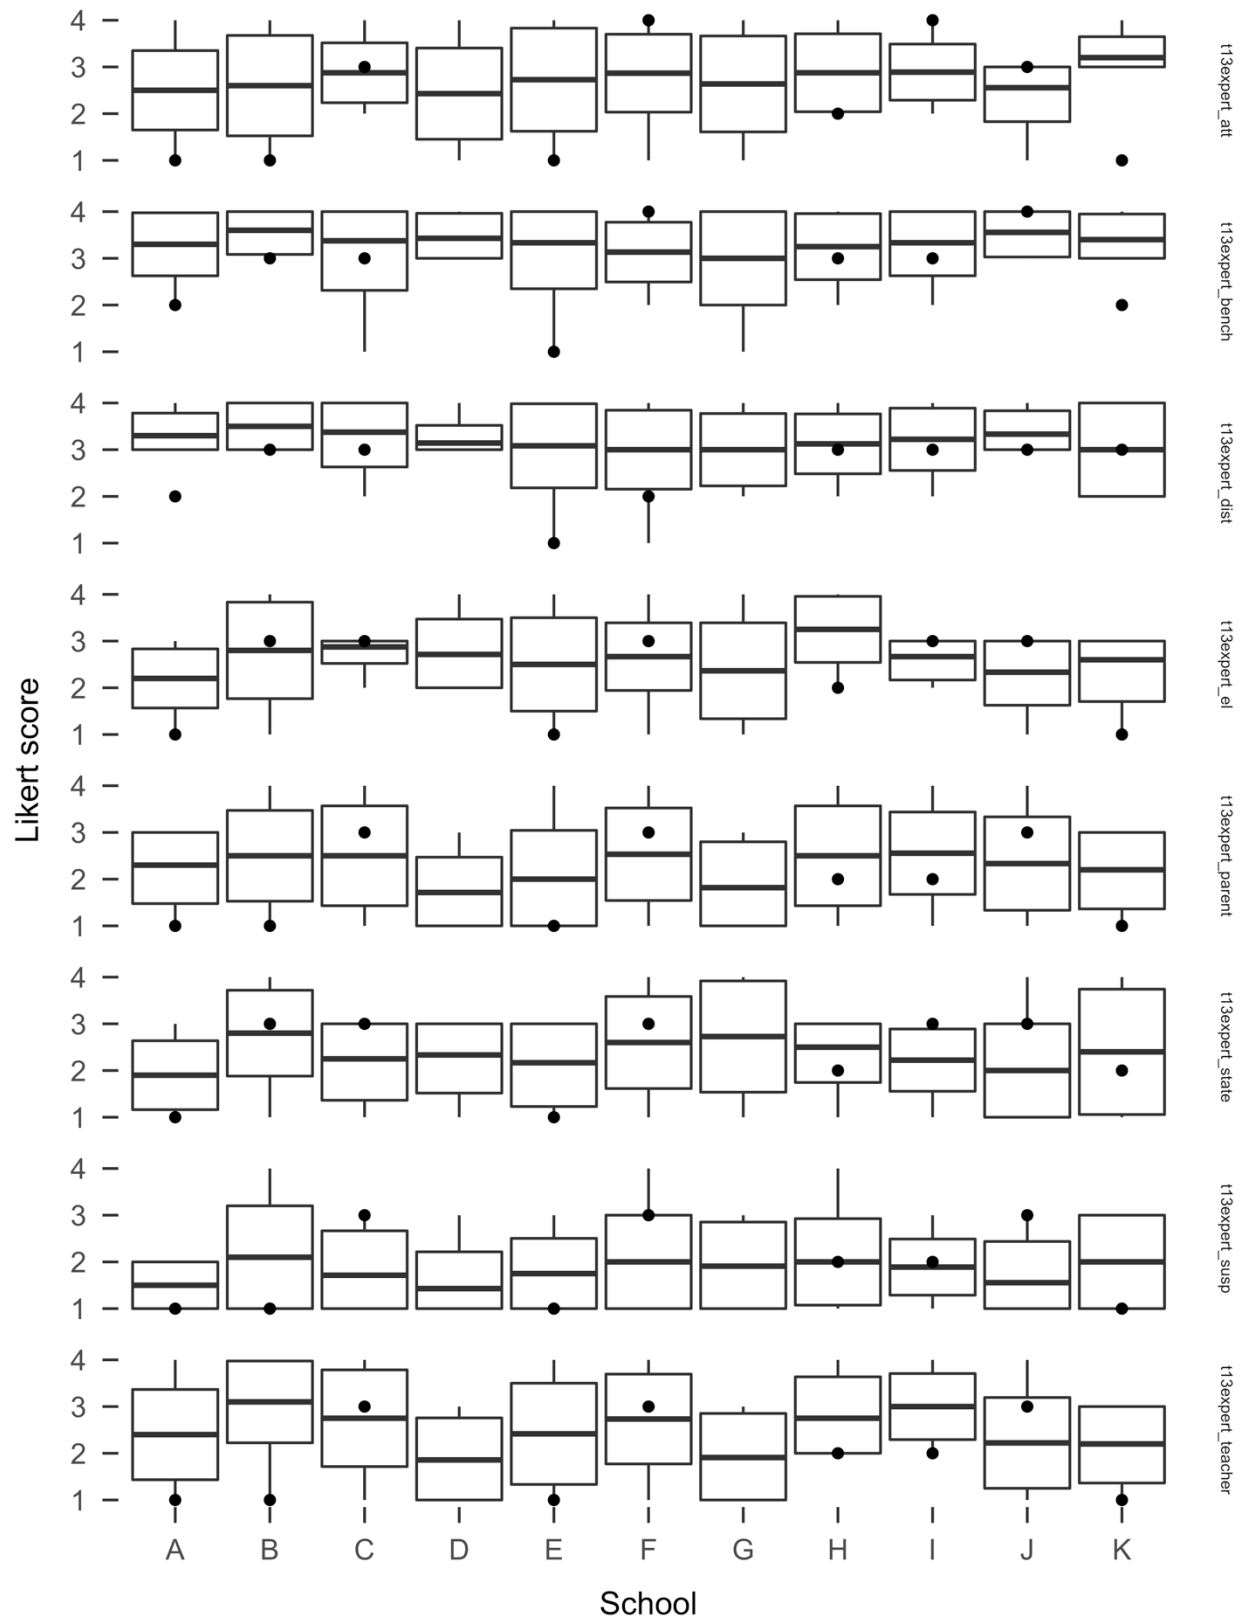 4
3
2
1
t13expert_att
4
3
2
1
t13expert_bench
4
3
2
1
t13expert_dist
4
3
2
1
t13expert_el
4
3
2
1
t13expert_parent
4
3
2
1
t13expert_state
4
3
2
1
t13expert_susp
4
3
2
1
t13expert_teacher
Likert score
A B C D E F G H I J K
School